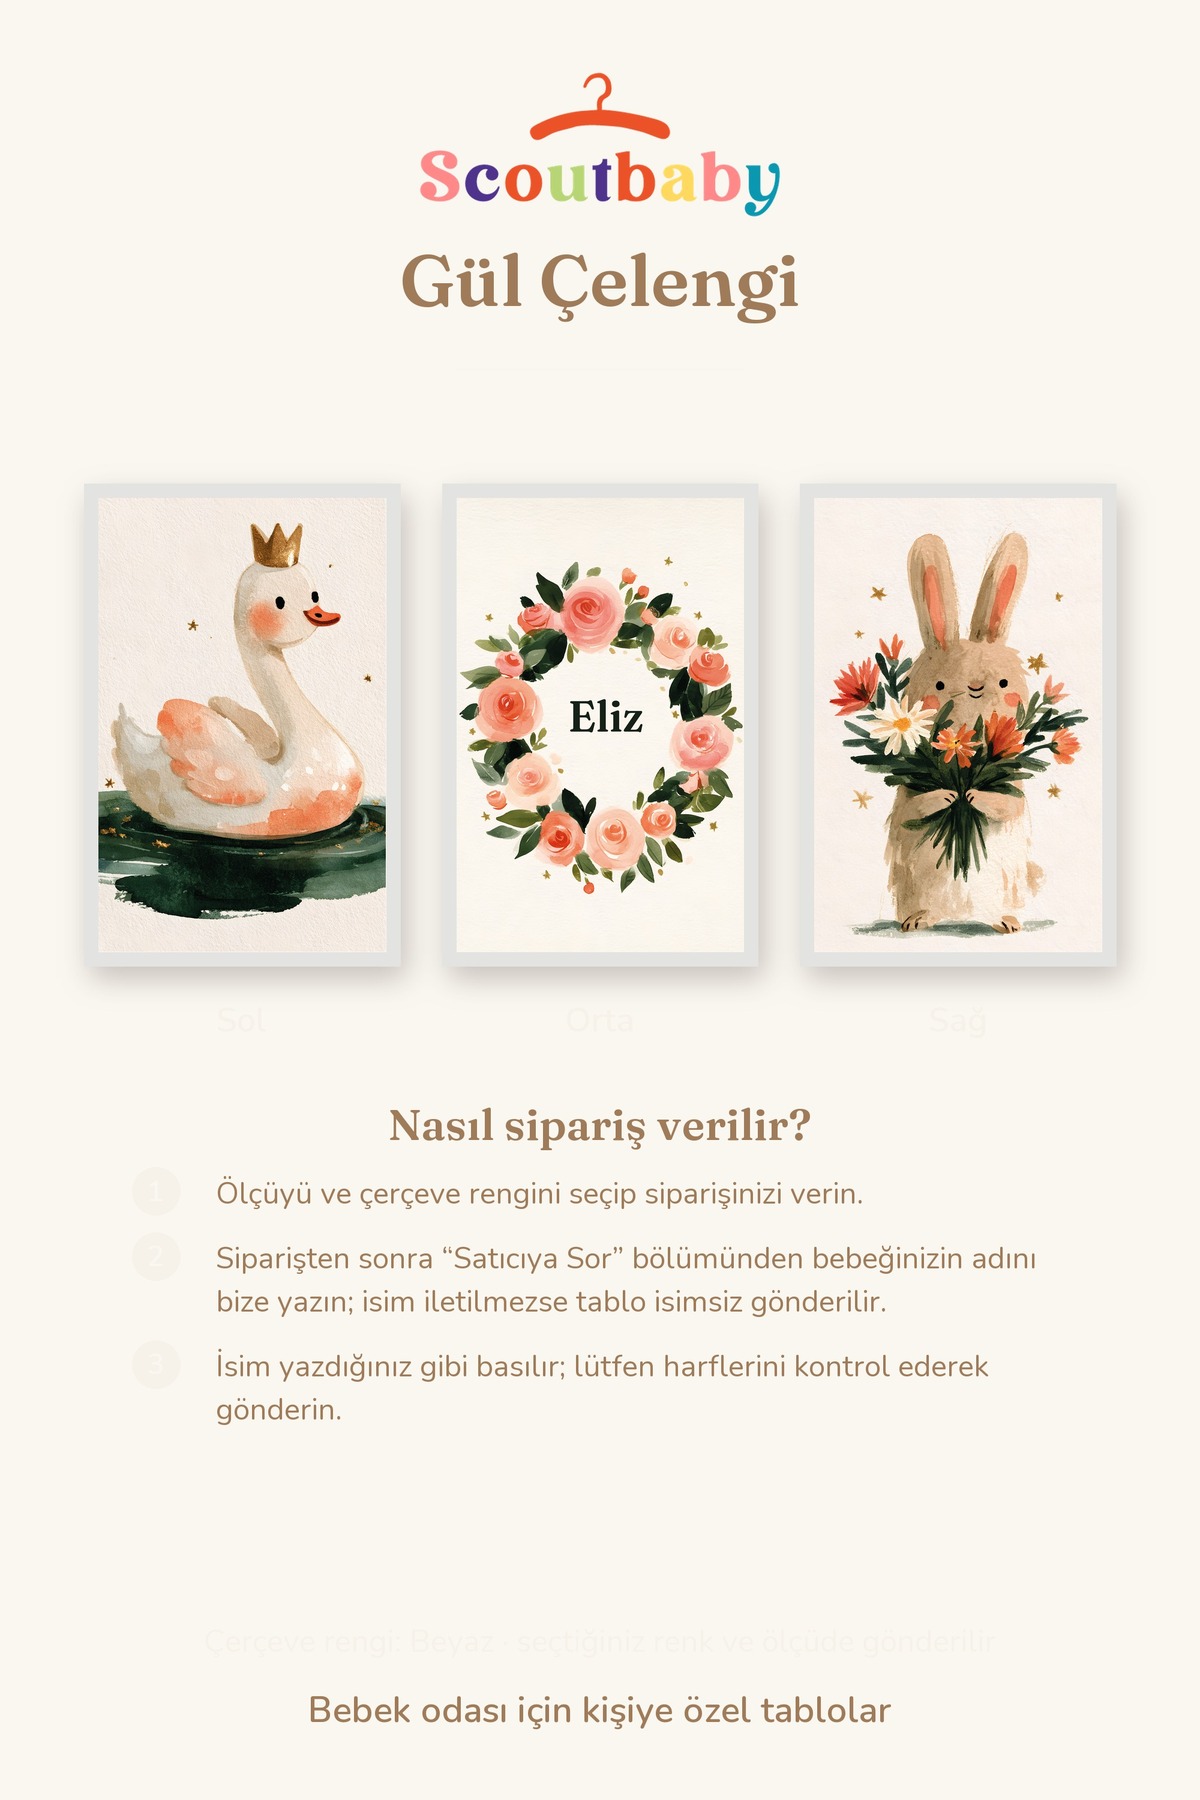 Scoutbaby
Gül Çelengi
Eliz
Sol Orta Sağ
Nasıl sipariş verilir?
1 Ölçüyü ve çerçeve rengini seçip siparişinizi verin.
2 Siparişten sonra “Satıcıya Sor” bölümünden bebeğinizin adını
bize yazın; isim iletilmezse tablo isimsiz gönderilir.
3 İsim yazdığınız gibi basılır; lütfen harflerini kontrol ederek
gönderin.
Çerçeve rengi: Beyaz · seçtiğiniz renk ve ölçüde gönderilir
Bebek odası için kişiye özel tablolar